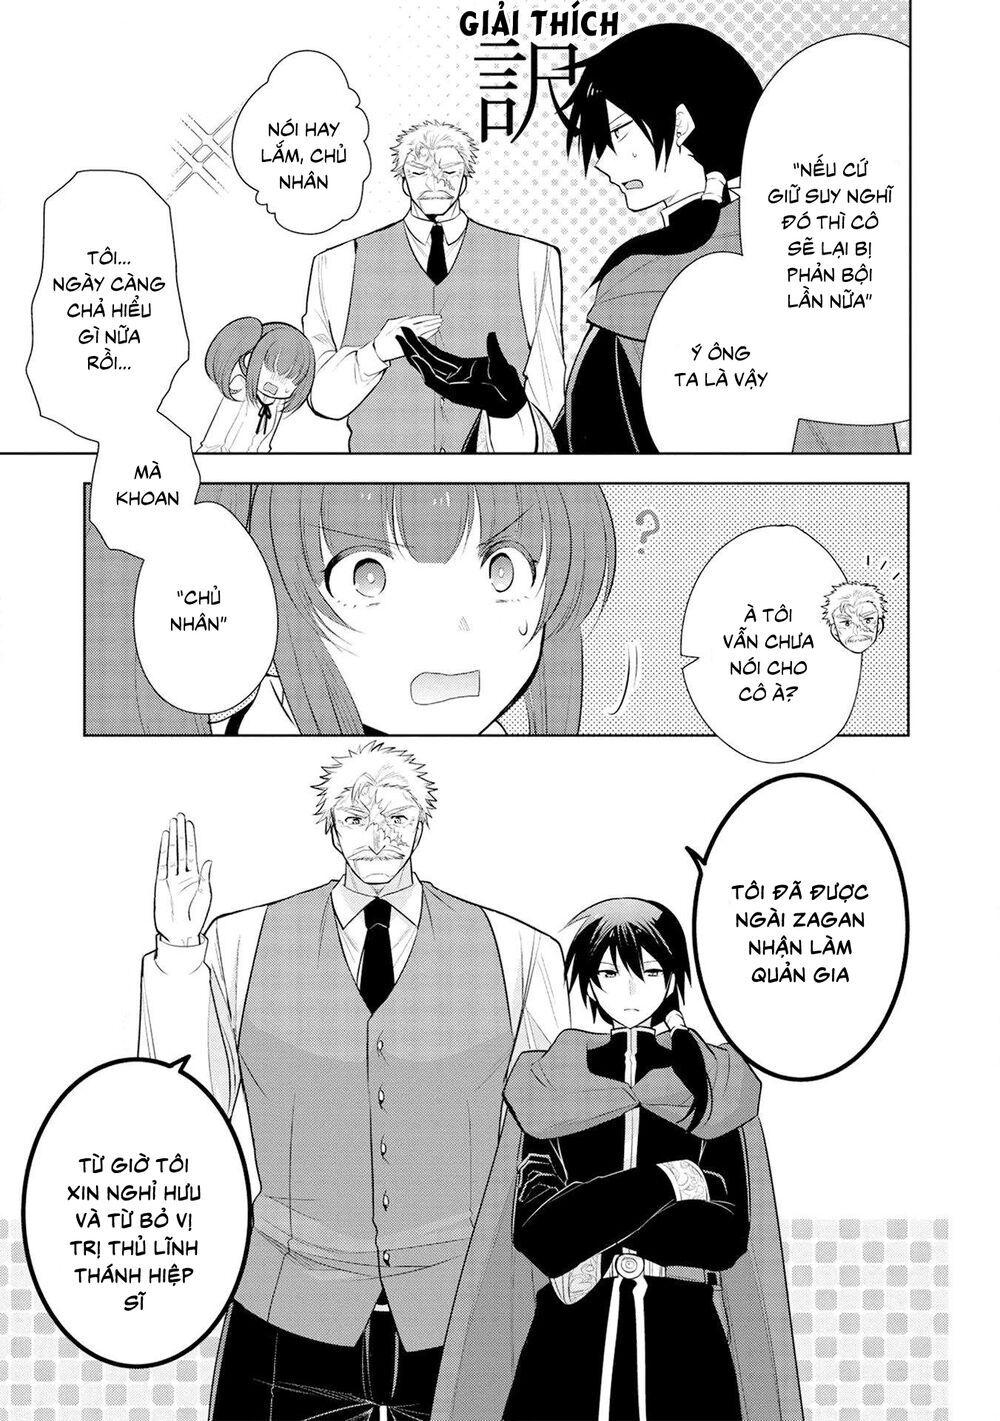 GIẢI THÍCH
訳
"NẾU CỨ
GIỮ SUY NGHĨ
ĐÓ THÌ CÔ
SẼ LẠI BỊ
PHẢN BỘI
LẦN NỮA"
Ý ÔNG
TA LÀ VẬY
NÓI HAY
LẮM, CHỦ
NHÂN
TÔI...
NGÀY CÀNG
CHẢ HIỂU
GÌ NỮA
RỒI...
MÀ
KHOAN
"CHỦ
NHÂN"
?
À TÔI
VẪN CHƯA
NÓI CHO
CÔ À?
TÔI ĐÃ ĐƯỢC
NGÀI ZAGAN
NHẬN LÀM
QUẢN GIA
TỪ GIỜ TÔI
XIN NGHỈ HƯU
VÀ TỪ BỎ VỊ
TRỊ THỦ LĨNH
THÁNH HIỆP
SĨ